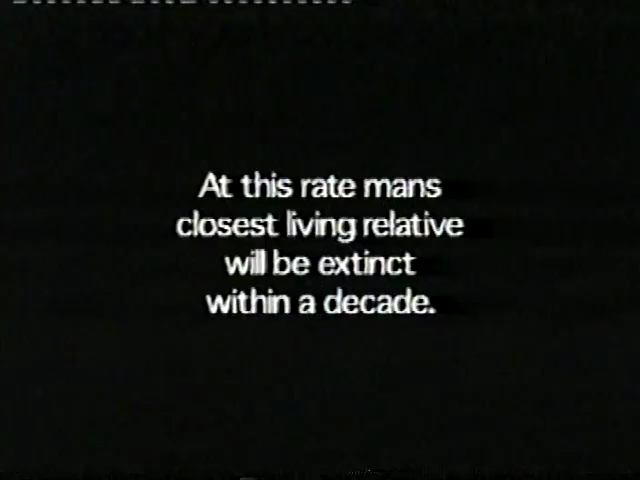 At this rate mans
closest living relative
will be extinct
within a decade.